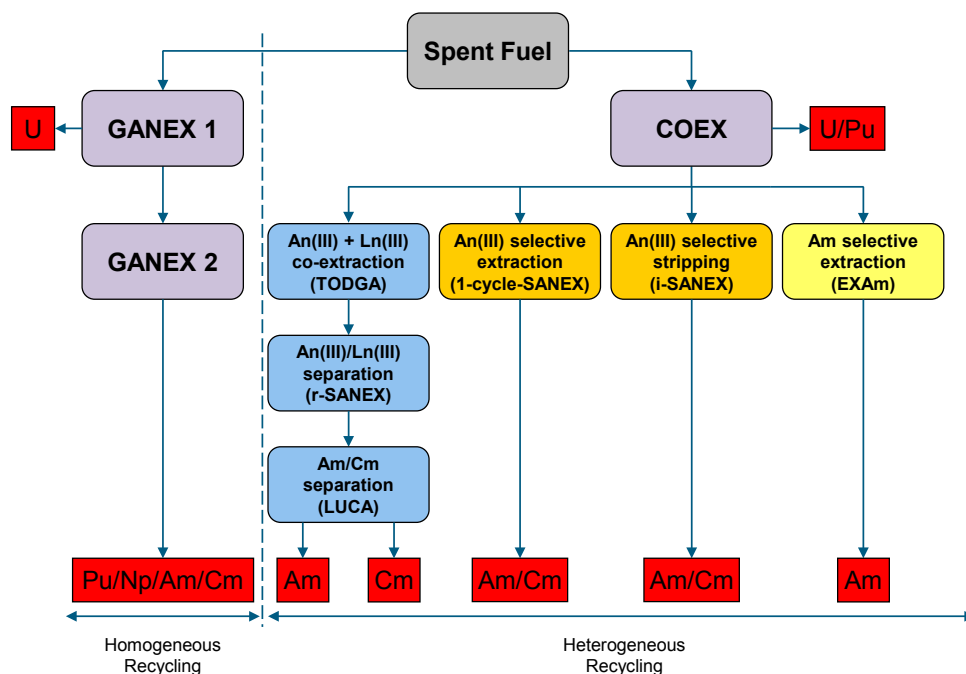 Spent Fuel
U
GANEX 1
COEX
U/Pu
GANEX 2
An(III) + Ln(III)
co-extraction
(TODGA)
An(III) selective
extraction
(1-cycle-SANEX)
An(III) selective
stripping
(i-SANEX)
Am selective
extraction
(EXAm)
An(III)/Ln(III)
separation
(r-SANEX)
Am/Cm
separation
(LUCA)
Pu/Np/Am/Cm
Am
Cm
Am/Cm
Am/Cm
Am
Homogeneous
Recycling
Heterogeneous
Recycling